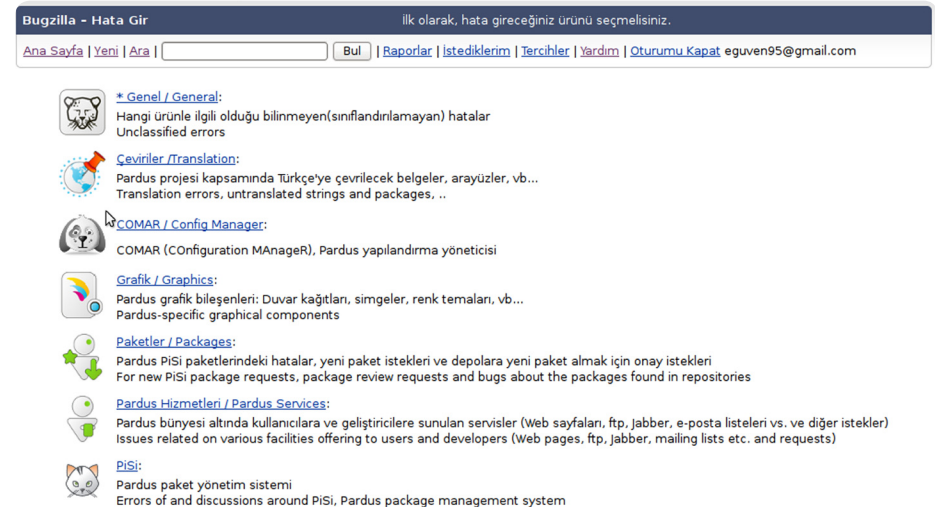 Bugzilla – Hata Gir İlk olarak, hata gireceğiniz ürünü seçmelisiniz.
Ana Sayfa | Yeni | Ara | Bul | Raporlar | İstediklerim | Tercihler | Yardım | Oturumu Kapat eguven95@gmail.com
* Genel / General:
Hangi ürünle ilgili olduğu bilinmeyen(sınıflandırılamayan) hatalar
Unclassified errors
Çeviriler /Translation:
Pardus projesi kapsamında Türkçe'ye çevrilecek belgeler, arayüzler, vb...
Translation errors, untranslated strings and packages, ..
COMAR / Config Manager:
COMAR (COnfiguration MAnageR), Pardus yapılandırma yöneticisi
Grafik / Graphics:
Pardus grafik bileşenleri: Duvar kağıtları, simgeler, renk temaları, vb...
Pardus-specific graphical components
Paketler / Packages:
Pardus PiSi paketlerindeki hatalar, yeni paket istekleri ve depolara yeni paket almak için onay istekleri
For new PiSi package requests, package review requests and bugs about the packages found in repositories
Pardus Hizmetleri / Pardus Services:
Pardus bünyesi altında kullanıcılara ve geliştiricilere sunulan servisler (Web sayfaları, ftp, Jabber, e-posta listeleri vs. ve diğer istekler)
Issues related on various facilities offering to users and developers (Web pages, ftp, Jabber, mailing lists etc. and requests)
PiSi:
Pardus paket yönetim sistemi
Errors of and discussions around PiSi, Pardus package management system